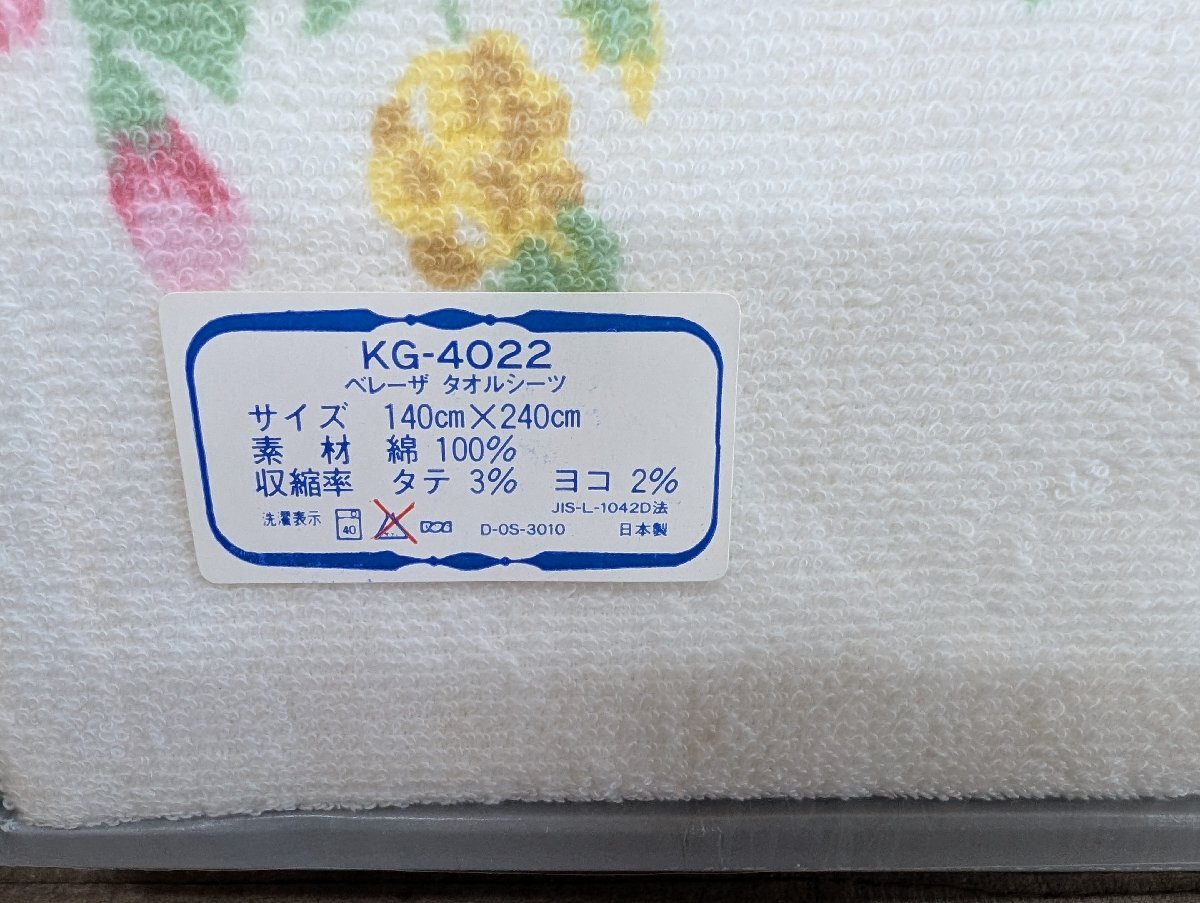 KG-4022
ベレーザ タオルシーツ
サイズ 140cm×240cm
素 材 綿 100%
収縮率 タテ 3% ヨコ 2%
JIS-L-1042D法
洗濯表示 40 D-OS-3010 日本製